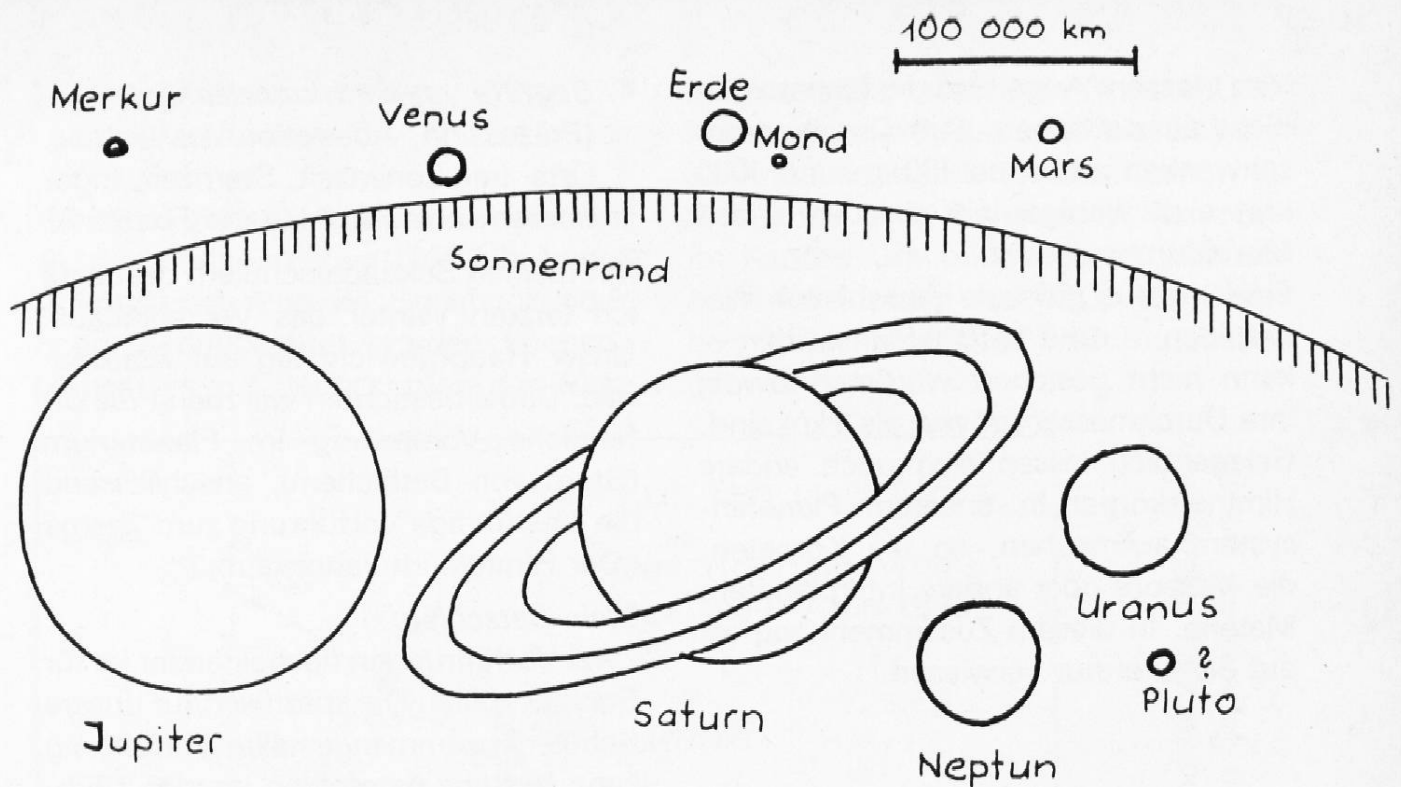 100 000 km
Merkur
Venus
Erde
Mond
Mars
Sonnenrand
Jupiter
Saturn
Uranus
?
Pluto
Neptun